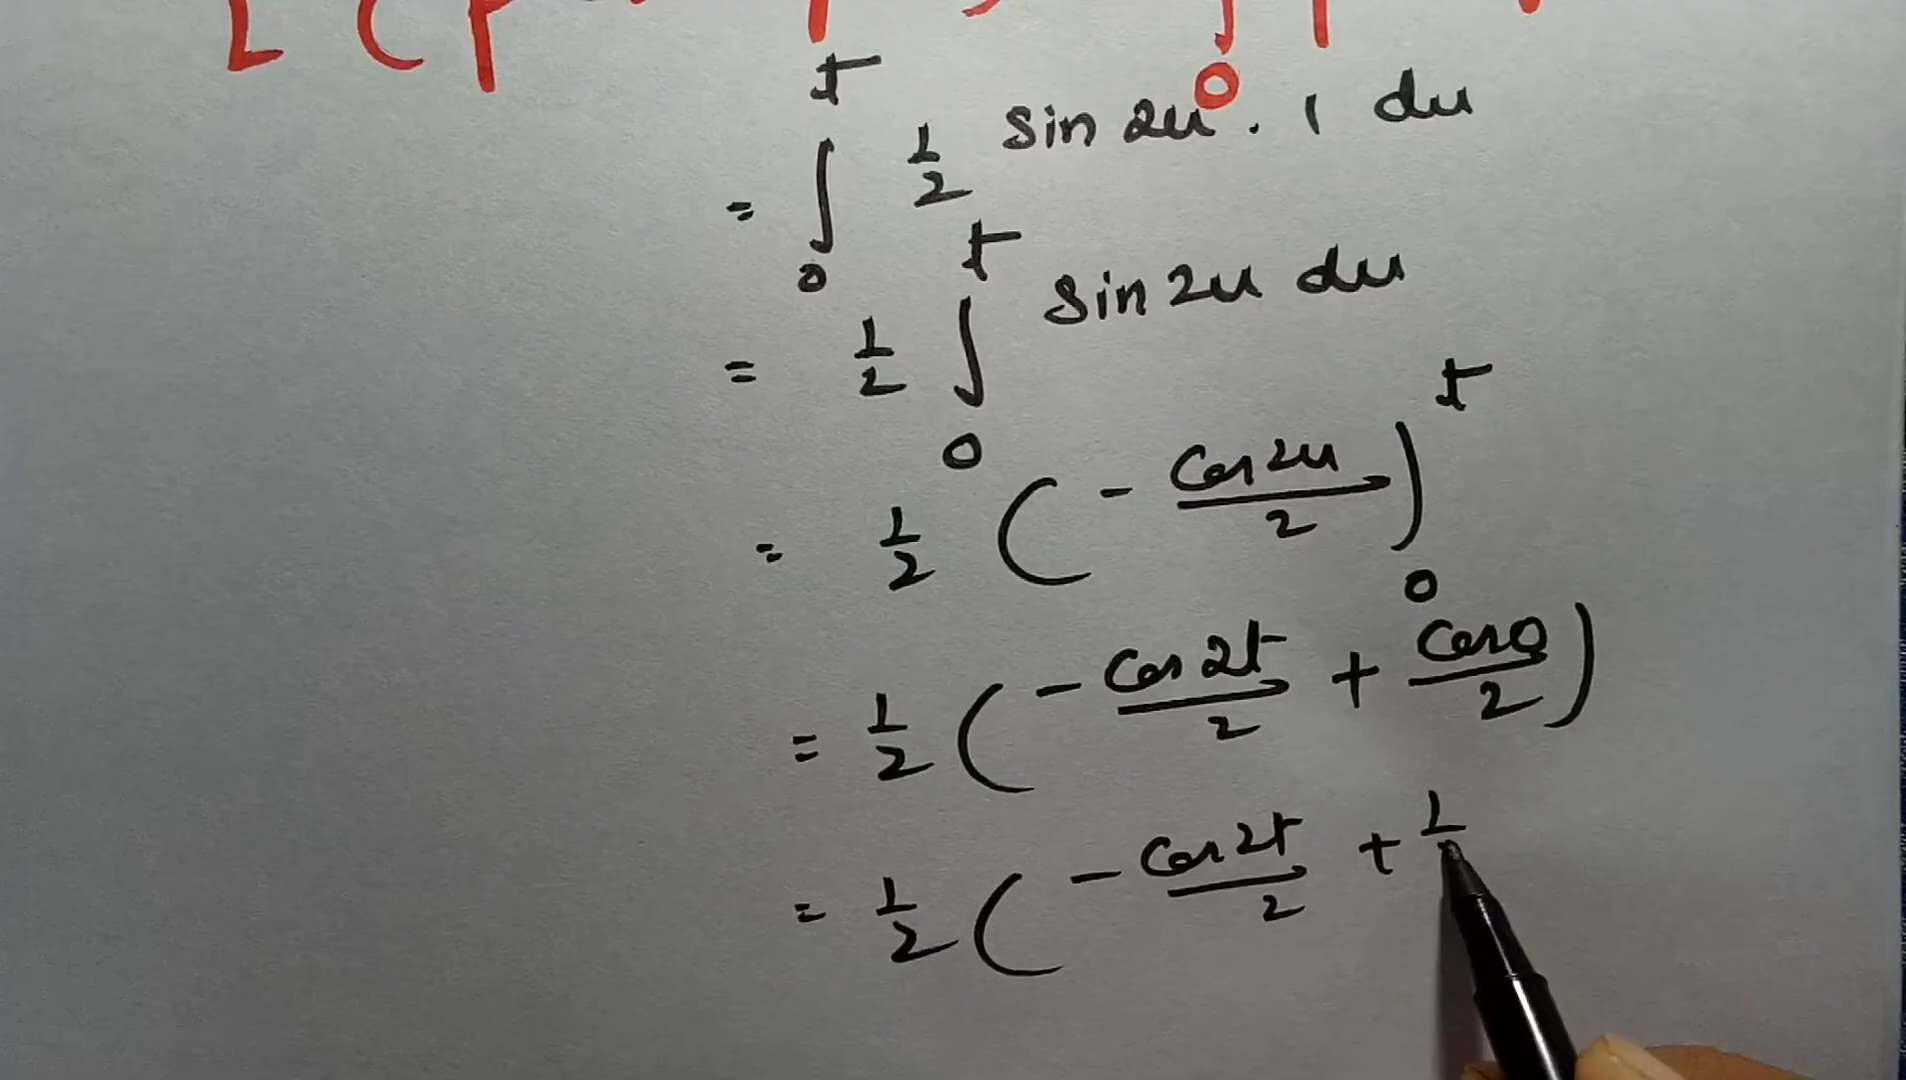 t
= ∫ 1/2 sin 2u . 1 du
0
t
= 1/2 ∫ sin 2u du
0
t
= 1/2 ( - cos 2u / 2 )
0
= 1/2 ( - cos 2t / 2 + cos 0 / 2 )
= 1/2 ( - cos 2t / 2 + 1